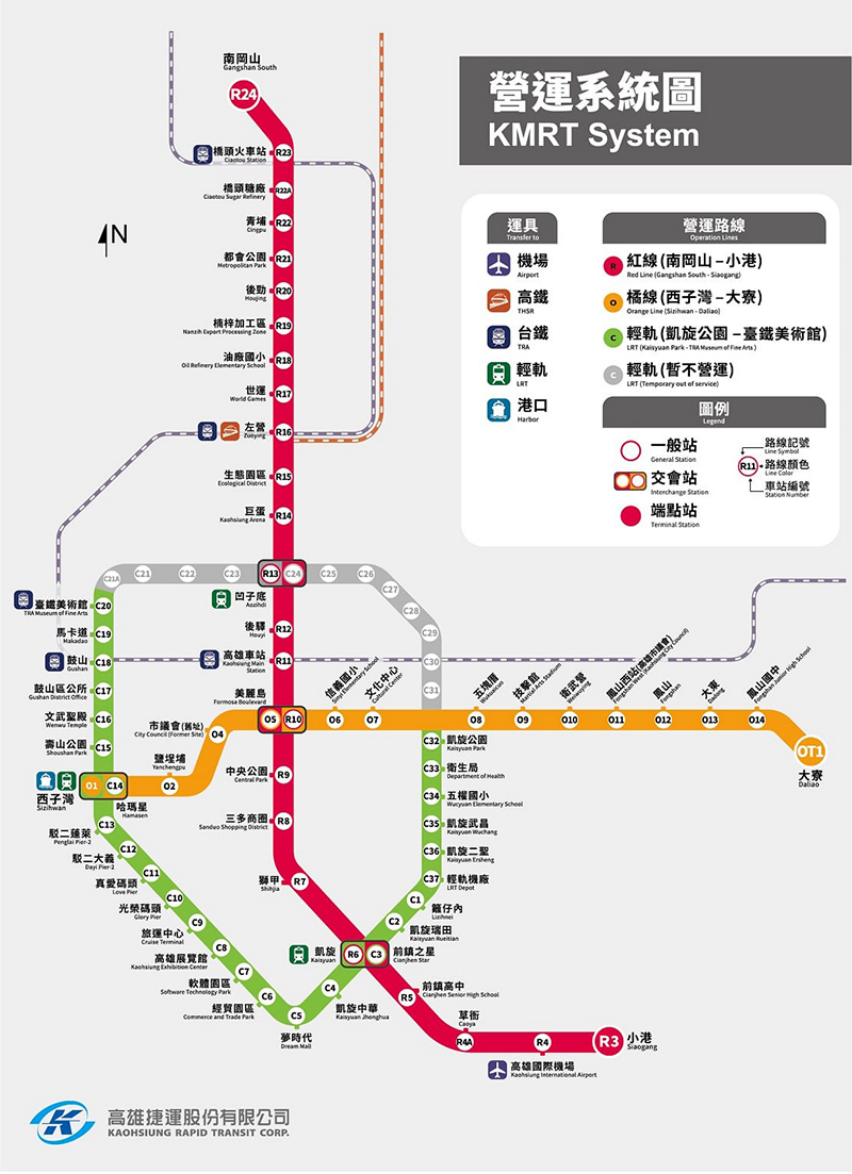 營運系統圖
KMRT System
運具
Transfer to
機場
Airport
高鐵
THSR
台鐵
TRA
輕軌
LRT
港口
Harbor
營運路線
Operation Lines
R
紅線(南岡山–小港)
Red Line (Gangshan South - Siaogang)
O
橘線(西子灣–大寮)
Orange Line (Sizihwan - Daliao)
C
輕軌(凱旋公園–臺鐵美術館)
LRT (Kaisyuan Park - TRA Museum of Fine Arts)
C
輕軌(暫不營運)
LRT (Temporary out of service)
圖例
Legend
一般站
General Station
交會站
Interchange Station
端點站
Terminal Station
路線記號
Line Symbol
R11
路線顏色
Line Color
車站編號
Station Number
N
南岡山
Gangshan South
R24
橋頭火車站
Ciaotou Station
R23
橋頭糖廠
Ciaotou Sugar Refinery
R22A
青埔
Cingpu
R22
都會公園
Metropolitan Park
R21
後勁
Houjing
R20
楠梓加工區
Nanzih Export Processing Zone
R19
油廠國小
Oil Refinery Elementary School
R18
世運
World Games
R17
左營
Zuoying
R16
生態園區
Ecological District
R15
巨蛋
Kaohsiung Arena
R14
C21A
C21
C22
C23
R13
C24
C25
C26
C27
C28
C29
C30
C31
凹子底
Aozihdi
後驛
Houyi
R12
高雄車站
Kaohsiung Main
Station
R11
美麗島
Formosa Boulevard
O5
R10
臺鐵美術館
TRA Museum of Fine Arts
C20
馬卡道
Makadao
C19
鼓山
Gushan
C18
鼓山區公所
Gushan District Office
C17
文武聖殿
Wenwu Temple
C16
壽山公園
Shoushan Park
C15
西子灣
Sizihwan
O1
C14
哈瑪星
Hamasen
鹽埕埔
Yanchengpu
O2
市議會(舊址)
City Council (Former Site)
O4
信義國小
Sinyi Elementary School
O6
文化中心
Cultural Center
O7
五塊厝
Wukuaicuo
O8
技擊館
Martial Arts Stadium
O9
衛武營
Weiwuying
O10
鳳山西站(高雄市議會)
Fongshan West (Kaohsiung City Council)
O11
鳳山
Fongshan
O12
大東
Dadong
O13
鳳山國中
Fongshan Junior High School
O14
OT1
大寮
Daliao
中央公園
Central Park
R9
三多商圈
Sanduo Shopping District
R8
獅甲
Shihjia
R7
C32
凱旋公園
Kaisyuan Park
C33
衛生局
Department of Health
C34
五權國小
Wucyuan Elementary School
C35
凱旋武昌
Kaisyuan Wuchang
C36
凱旋二聖
Kaisyuan Ersheng
C37
輕軌機廠
LRT Depot
C1
籬仔內
Lizihnei
C2
凱旋瑞田
Kaisyuan Rueitian
凱旋
Kaisyuan
R6
C3
前鎮之星
Cianjhen Star
C4
凱旋中華
Kaisyuan Jhonghua
C5
夢時代
Dream Mall
C6
經貿園區
Commerce and Trade Park
C7
軟體園區
Software Technology Park
C8
高雄展覽館
Kaohsiung Exhibition Center
C9
旅運中心
Cruise Terminal
C10
光榮碼頭
Glory Pier
C11
真愛碼頭
Love Pier
C12
駁二大義
Dayi Pier-2
C13
駁二蓬萊
Penglai Pier-2
R5
前鎮高中
Cianjhen Senior High School
草衙
Caoya
R4A
R4
高雄國際機場
Kaohsiung International Airport
R3
小港
Siaogang
高雄捷運股份有限公司
KAOHSIUNG RAPID TRANSIT CORP.